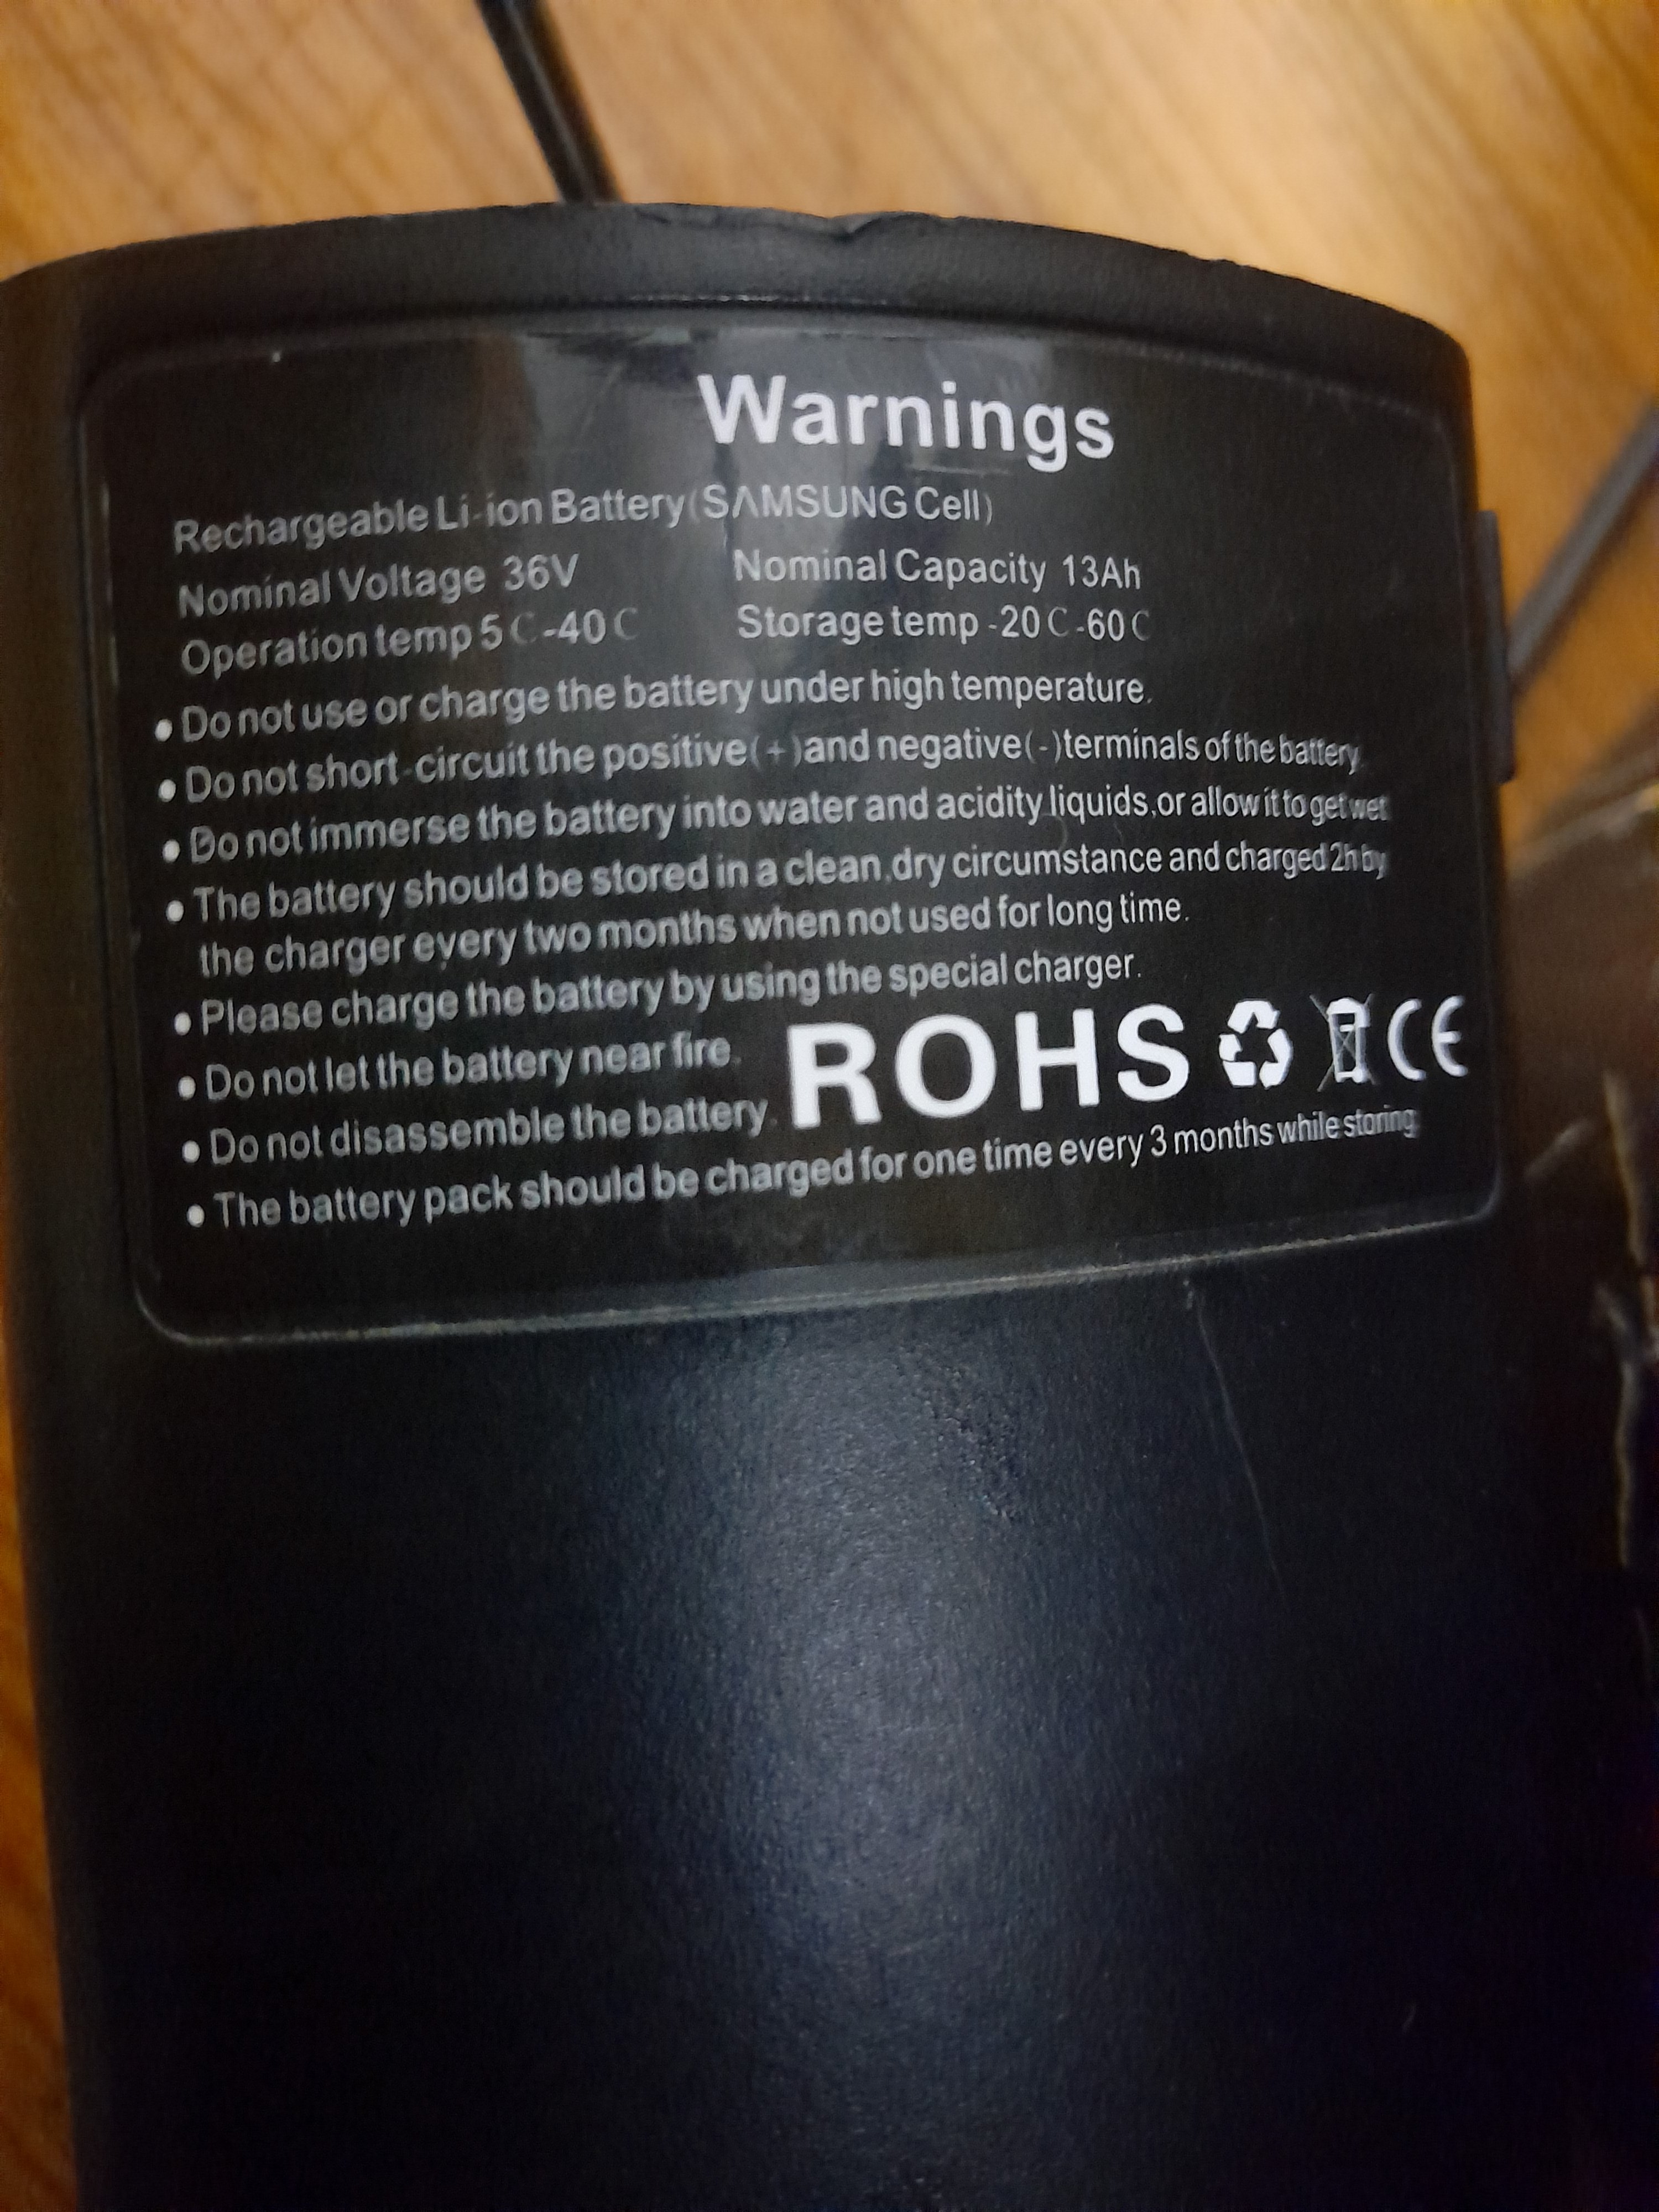 Warnings
Rechargeable Li-ion Battery(SAMSUNG Cell)
Nominal Voltage 36V Nominal Capacity 13Ah
Operation temp 5C-40C Storage temp -20C-60C
• Do not use or charge the battery under high temperature.
• Do not short-circuit the positive(+)and negative(-)terminals of the battery.
• Do not immerse the battery into water and acidity liquids,or allow it to get wet
• The battery should be stored in a clean,dry circumstance and charged 2h by
the charger eyery two months when not used for long time.
• Please charge the battery by using the special charger.
• Do not let the battery near fire.
• Do not disassemble the battery.
ROHS CE
• The battery pack should be charged for one time every 3 months while storing